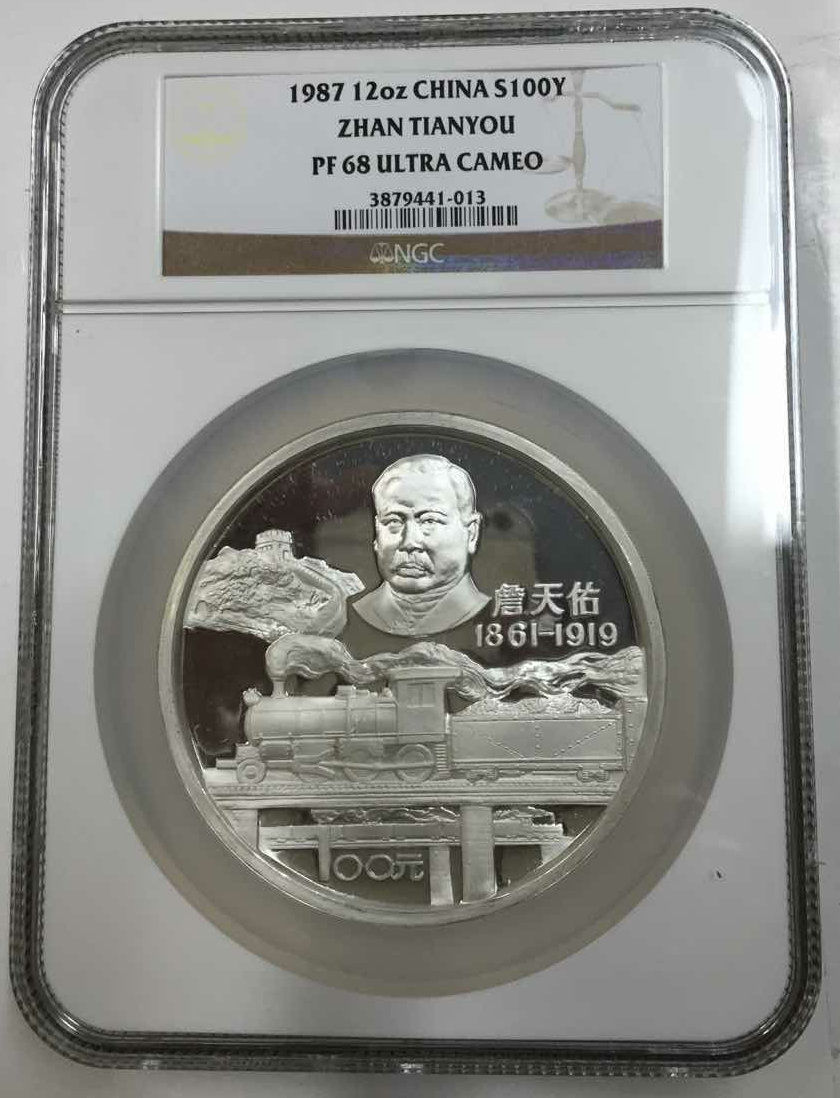 1987 12oz CHINA S100Y
ZHAN TIANYOU
PF 68 ULTRA CAMEO
3879441-013
NGC
詹天佑
1861-1919
100元